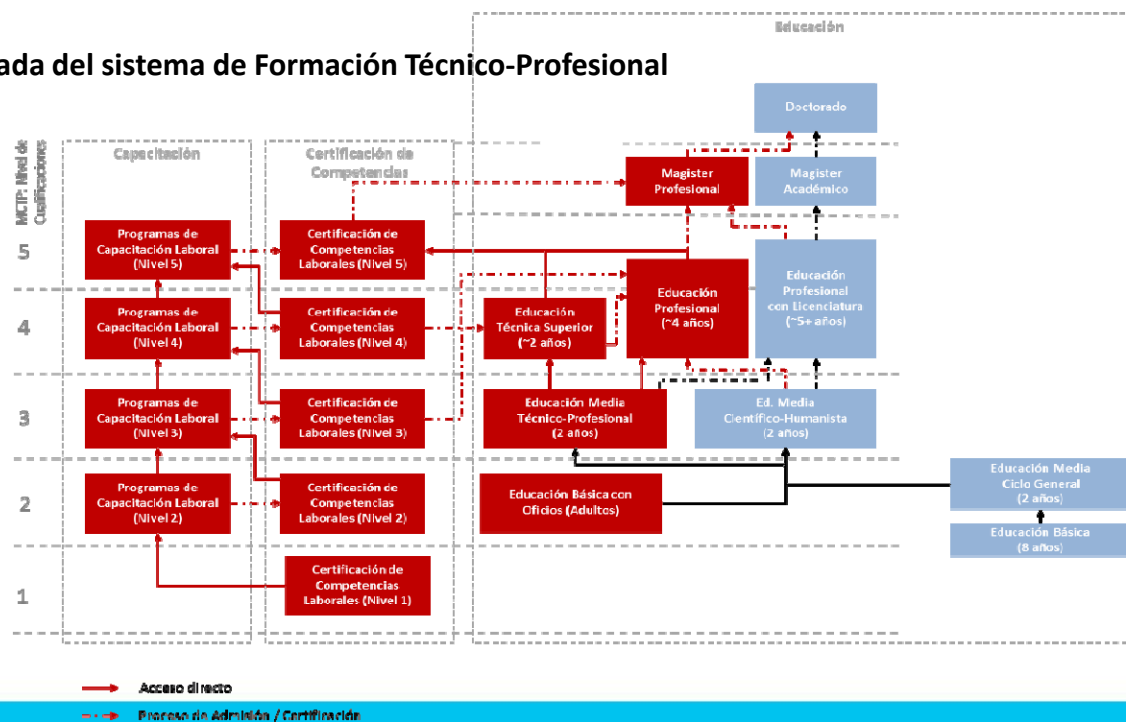 Educación
ada del sistema de Formación Técnico-Profesional
MCTP: Nivel de
Cualificaciones
Capacitación
Certificación de
Competencias
Doctorado
Magister
Profesional
Magister
Académico
5
Programas de
Capacitación Laboral
(Nivel 5)
Certificación de
Competencias
Laborales (Nivel 5)
Educación
Profesional
(~4 años)
Educación
Profesional
con Licenciatura
(~5+ años)
4
Programas de
Capacitación Laboral
(Nivel 4)
Certificación de
Competencias
Laborales (Nivel 4)
Educación
Técnica Superior
(~2 años)
3
Programas de
Capacitación Laboral
(Nivel 3)
Certificación de
Competencias
Laborales (Nivel 3)
Educación Media
Técnico-Profesional
(2 años)
Ed. Media
Científico-Humanista
(2 años)
2
Programas de
Capacitación Laboral
(Nivel 2)
Certificación de
Competencias
Laborales (Nivel 2)
Educación Básica con
Oficios (Adultos)
Educación Media
Ciclo General
(2 años)
Educación Básica
(8 años)
1
Certificación de
Competencias
Laborales (Nivel 1)
Acceso directo
Proceso de Admisión / Certificación